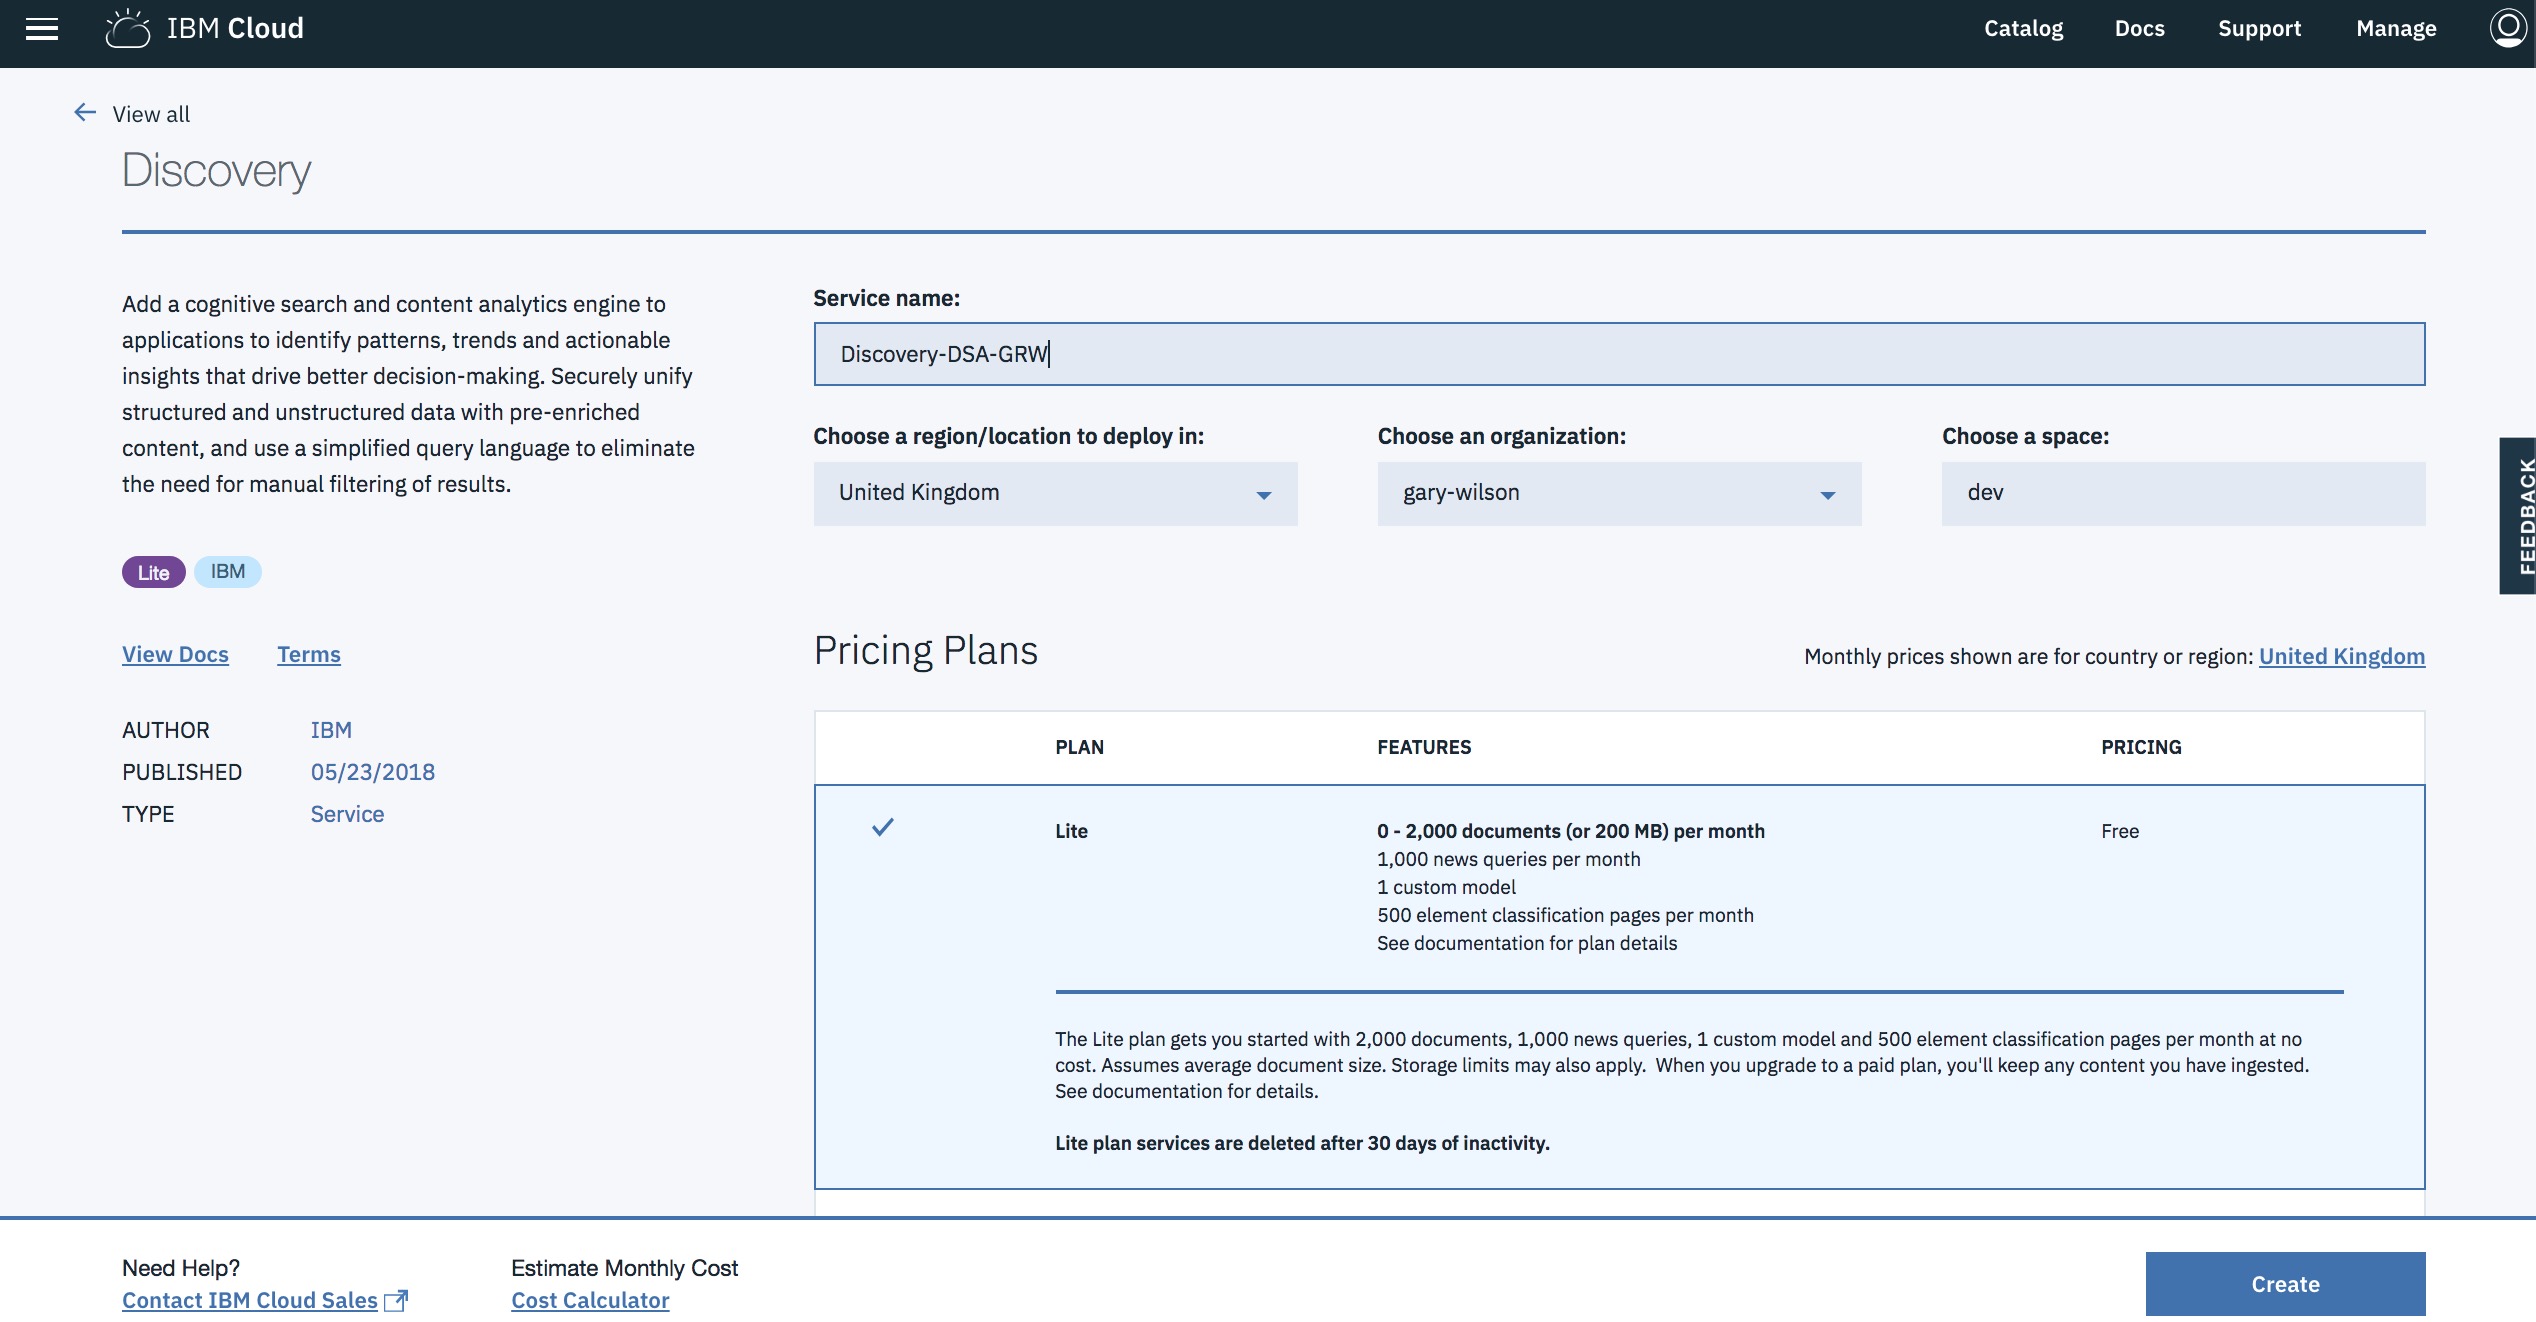 IBM Cloud
Catalog Docs Support Manage
View all
Discovery
Add a cognitive search and content analytics engine to
applications to identify patterns, trends and actionable
insights that drive better decision-making. Securely unify
structured and unstructured data with pre-enriched
content, and use a simplified query language to eliminate
the need for manual filtering of results.
Lite IBM
View Docs Terms
AUTHOR IBM
PUBLISHED 05/23/2018
TYPE Service
Service name:
Discovery-DSA-GRW
Choose a region/location to deploy in: Choose an organization: Choose a space:
United Kingdom gary-wilson dev
FEEDBACK
Pricing Plans
Monthly prices shown are for country or region: United Kingdom
PLAN FEATURES PRICING
Lite 0 - 2,000 documents (or 200 MB) per month Free
1,000 news queries per month
1 custom model
500 element classification pages per month
See documentation for plan details
The Lite plan gets you started with 2,000 documents, 1,000 news queries, 1 custom model and 500 element classification pages per month at no
cost. Assumes average document size. Storage limits may also apply. When you upgrade to a paid plan, you'll keep any content you have ingested.
See documentation for details.
Lite plan services are deleted after 30 days of inactivity.
Need Help? Estimate Monthly Cost
Contact IBM Cloud Sales Cost Calculator
Create